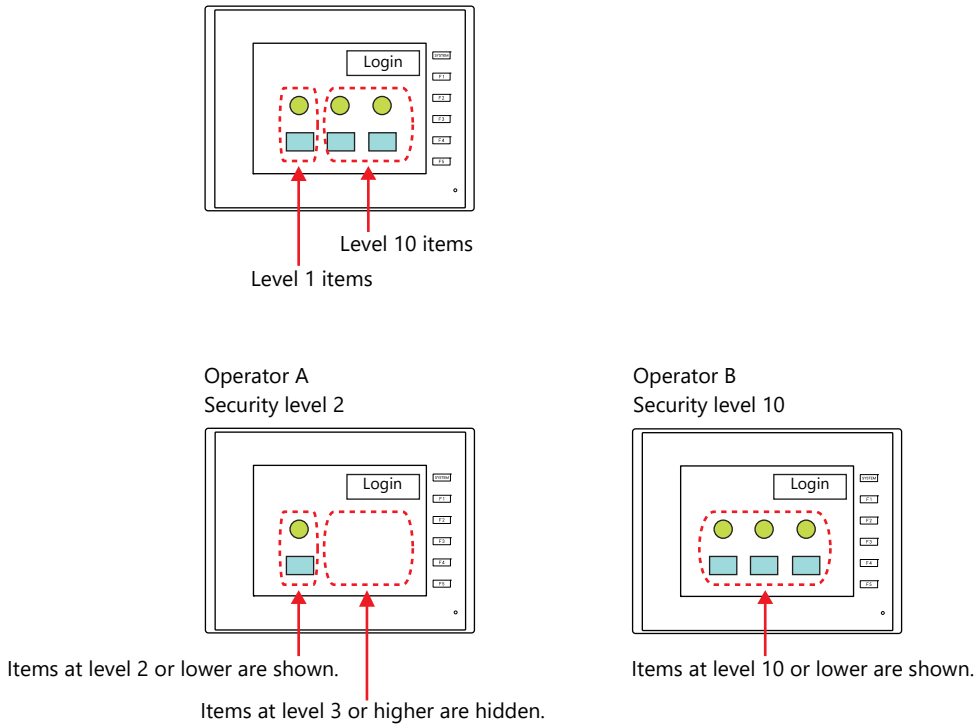 Login
SYSTEM
F1
F2
F3
F4
F5
Level 10 items
Level 1 items
Operator A
Security level 2
Login
SYSTEM
F1
F2
F3
F4
F5
Items at level 2 or lower are shown.
Items at level 3 or higher are hidden.
Operator B
Security level 10
Login
SYSTEM
F1
F2
F3
F4
F5
Items at level 10 or lower are shown.